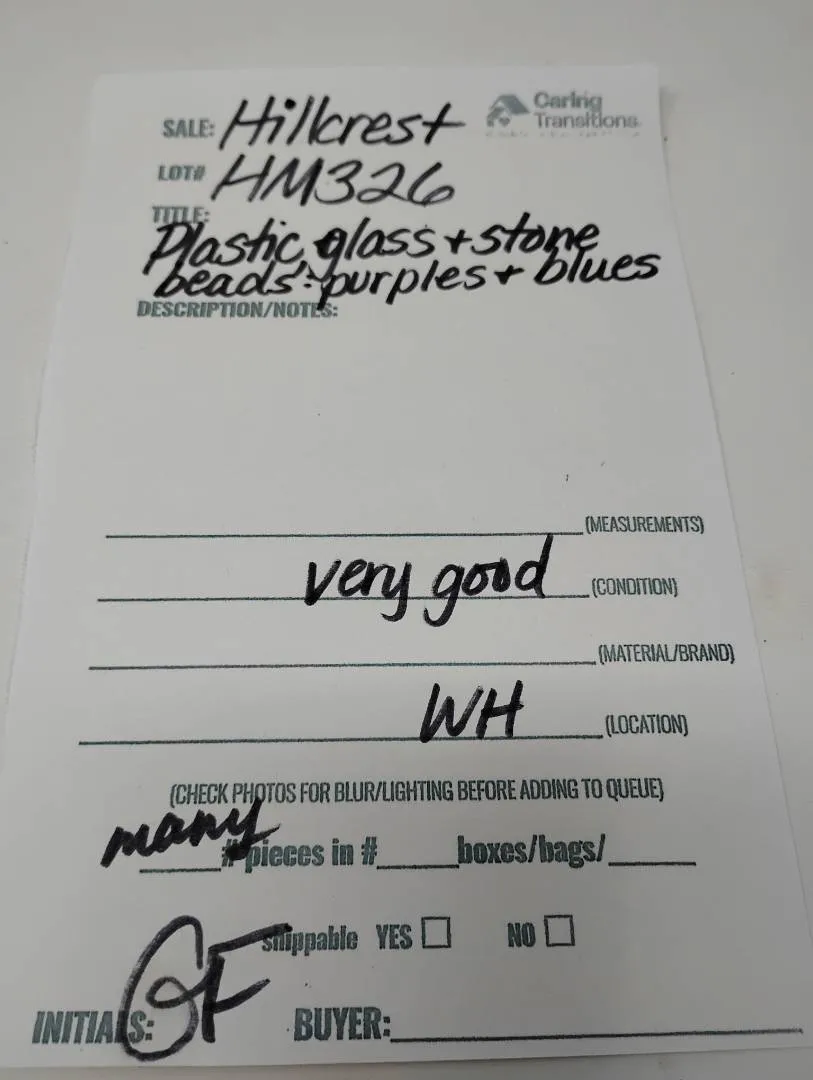 Caring
SALE: Hillcrest Transitions
LOT# HM326
TITLE:
Plastic, glass + stone
beads: purples + blues
DESCRIPTION/NOTES:
(MEASUREMENTS)
very good (CONDITION)
(MATERIAL/BRAND)
WH (LOCATION)
(CHECK PHOTOS FOR BLUR/LIGHTING BEFORE ADDING TO QUEUE)
many # pieces in # boxes/bags/
shippable YES NO
INITIALS: GF BUYER: